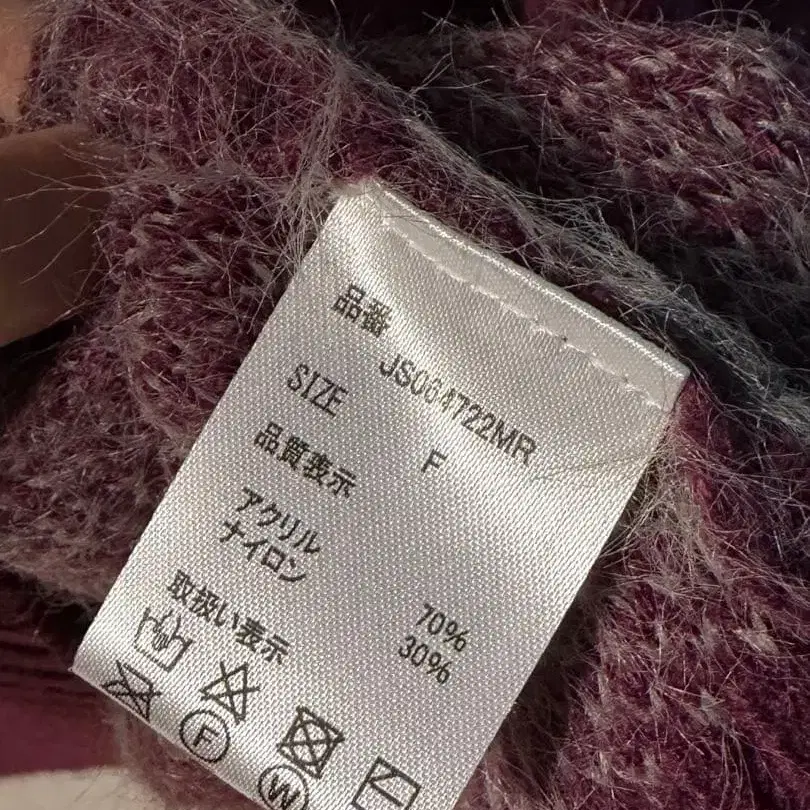 品番
JS064722MR
SIZE
F
品質表示
アクリル 70%
ナイロン 30%
取扱い表示
F
W